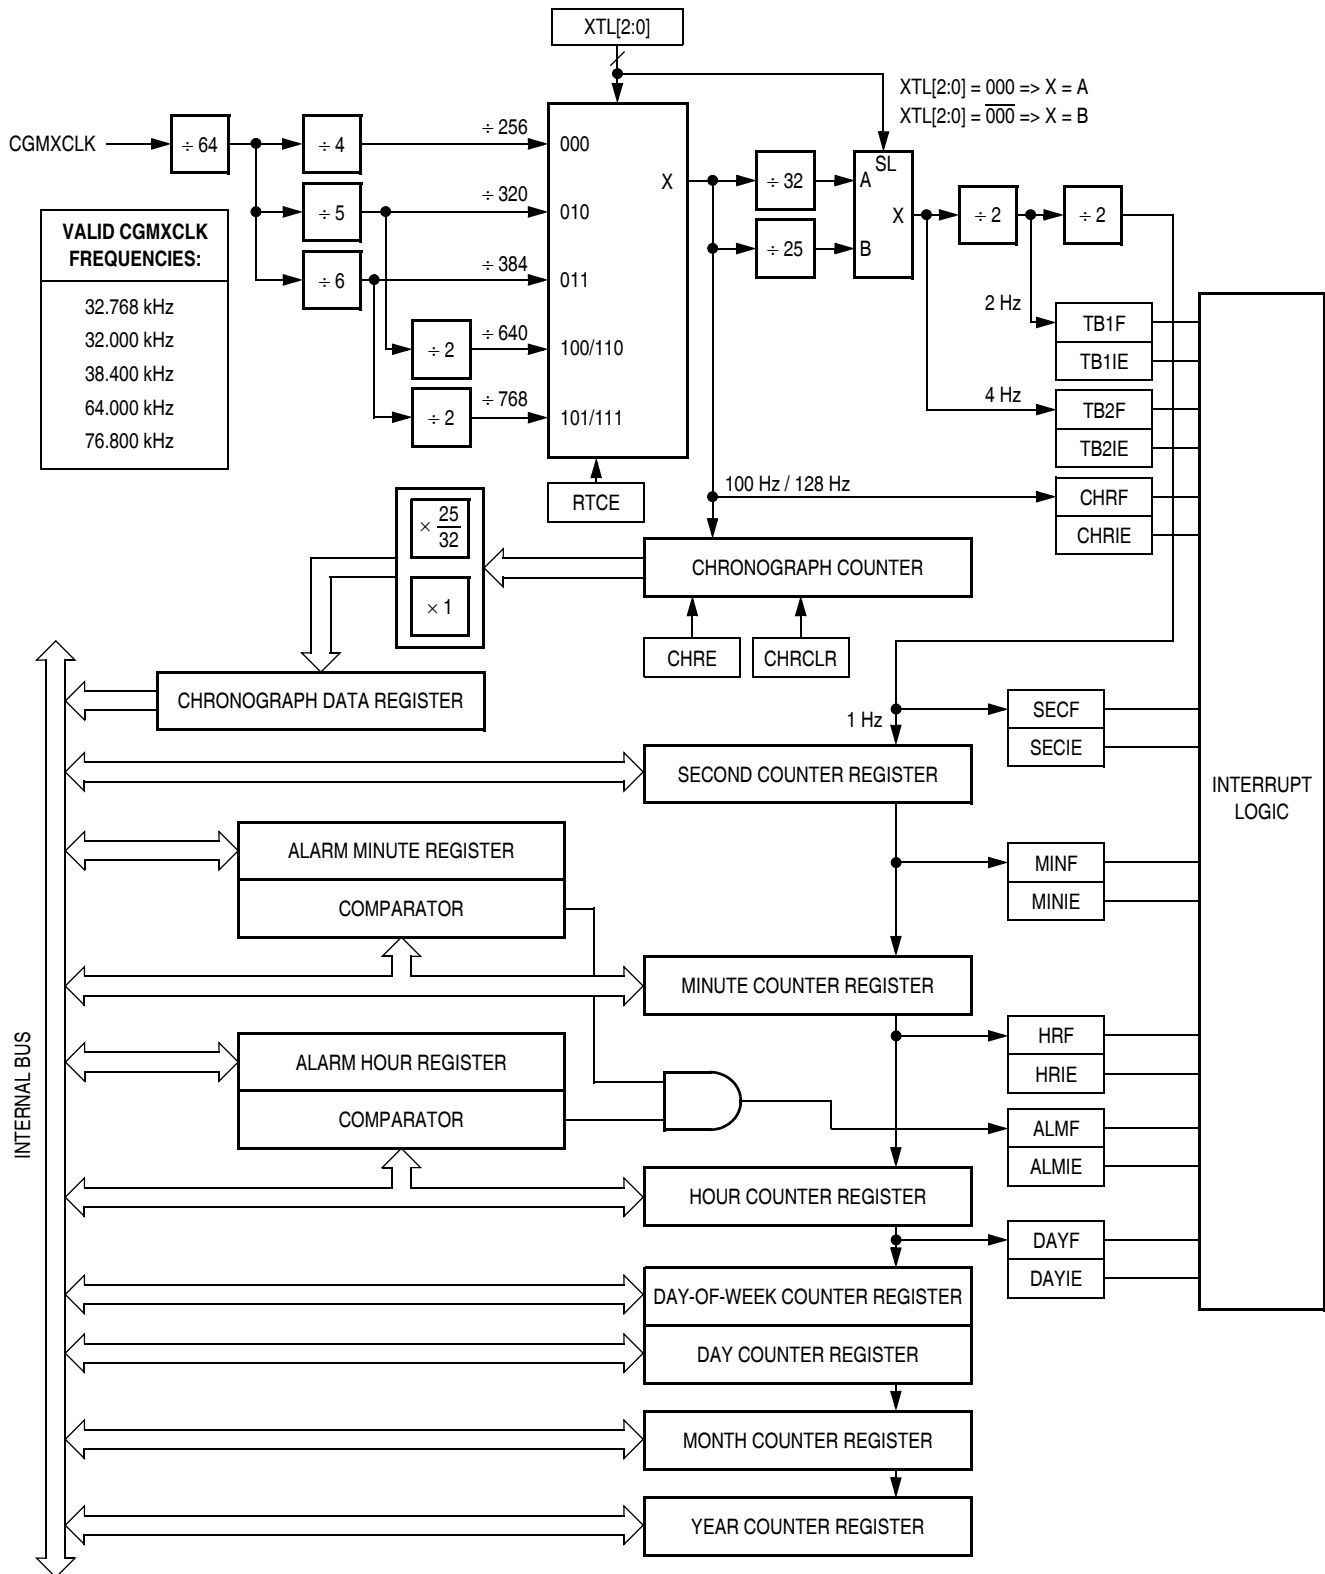 XTL[2:0]
XTL[2:0] = 000 => X = A
XTL[2:0] = 000 => X = B
CGMXCLK
÷ 64
÷ 4
÷ 256
000
÷ 5
÷ 320
010
÷ 6
÷ 384
011
÷ 2
÷ 640
100/110
÷ 2
÷ 768
101/111
X
÷ 32
÷ 25
SL
A
X
B
÷ 2
÷ 2
VALID CGMXCLK
FREQUENCIES:
32.768 kHz
32.000 kHz
38.400 kHz
64.000 kHz
76.800 kHz
RTCE
2 Hz
TB1F
TB1IE
4 Hz
TB2F
TB2IE
100 Hz / 128 Hz
CHRF
CHRIE
× 25
32
× 1
CHRONOGRAPH COUNTER
CHRE
CHRCLR
CHRONOGRAPH DATA REGISTER
1 Hz
SECF
SECIE
SECOND COUNTER REGISTER
INTERRUPT
LOGIC
ALARM MINUTE REGISTER
COMPARATOR
MINF
MINIE
MINUTE COUNTER REGISTER
INTERNAL BUS
ALARM HOUR REGISTER
COMPARATOR
HRF
HRIE
ALMF
ALMIE
HOUR COUNTER REGISTER
DAYF
DAYIE
DAY-OF-WEEK COUNTER REGISTER
DAY COUNTER REGISTER
MONTH COUNTER REGISTER
YEAR COUNTER REGISTER